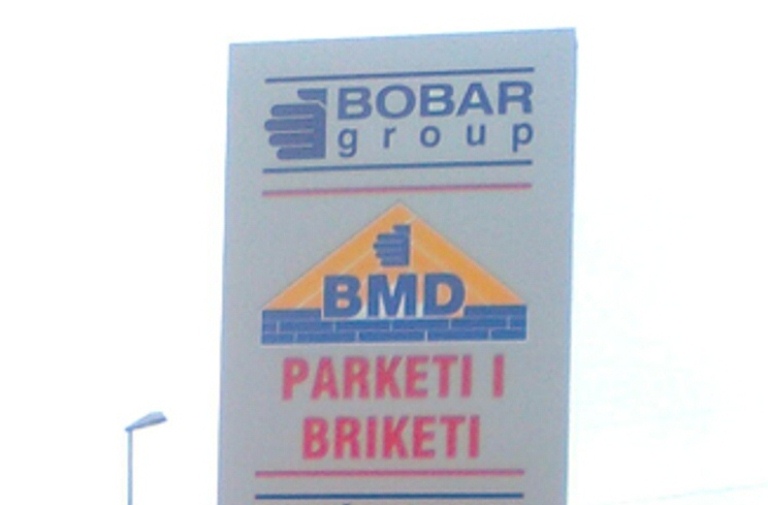 BOBAR
group
BMD
PARKETI I
BRIKETI